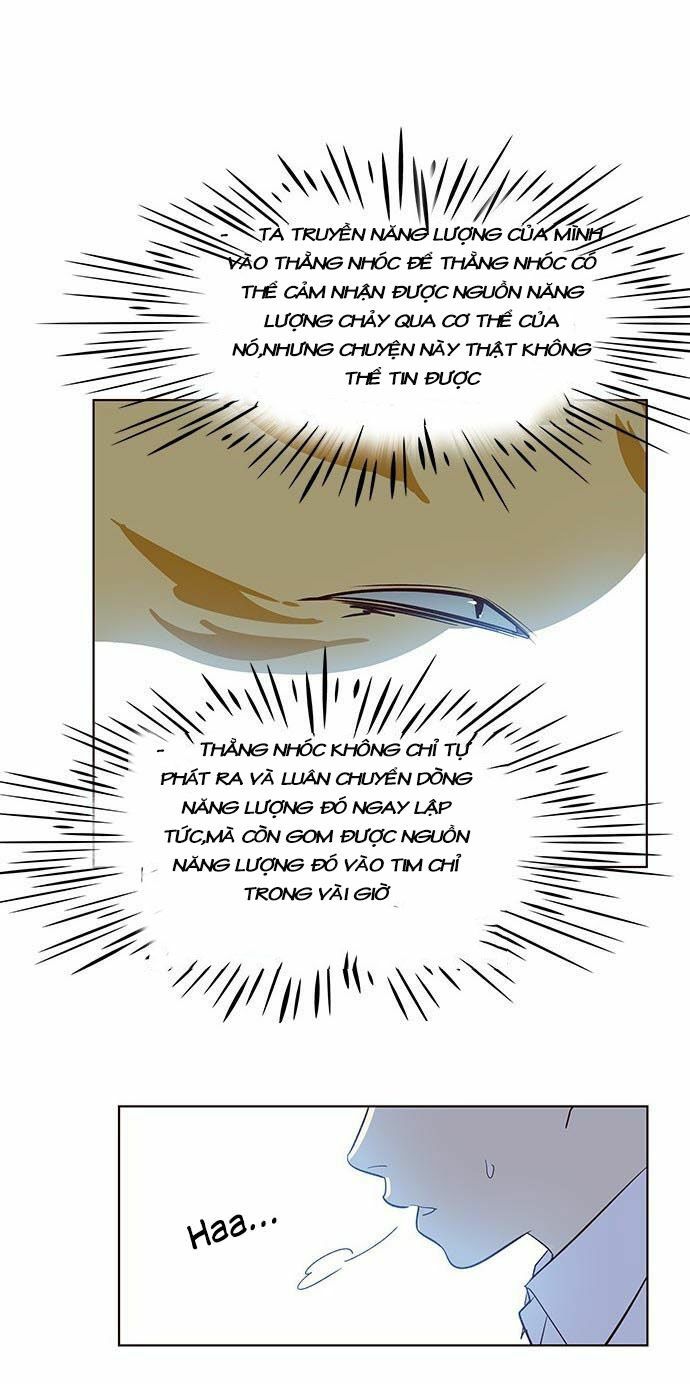 - TA TRUYỀN NĂNG LƯỢNG CỦA MÌNH
VÀO THẰNG NHÓC ĐỂ THẰNG NHÓC CÓ
THỂ CẢM NHẬN ĐƯỢC NGUỒN NĂNG
LƯỢNG CHẢY QUA CƠ THỂ CỦA
NÓ,NHƯNG CHUYỆN NÀY THẬT KHÔNG
THỂ TIN ĐƯỢC
- THẰNG NHÓC KHÔNG CHỈ TỰ
PHÁT RA VÀ LUÂN CHUYỂN DÒNG
NĂNG LƯỢNG ĐÓ NGAY LẬP
TỨC,MÀ CÒN GOM ĐƯỢC NGUỒN
NĂNG LƯỢNG ĐÓ VÀO TIM CHỈ
TRONG VÀI GIỜ
Haa...